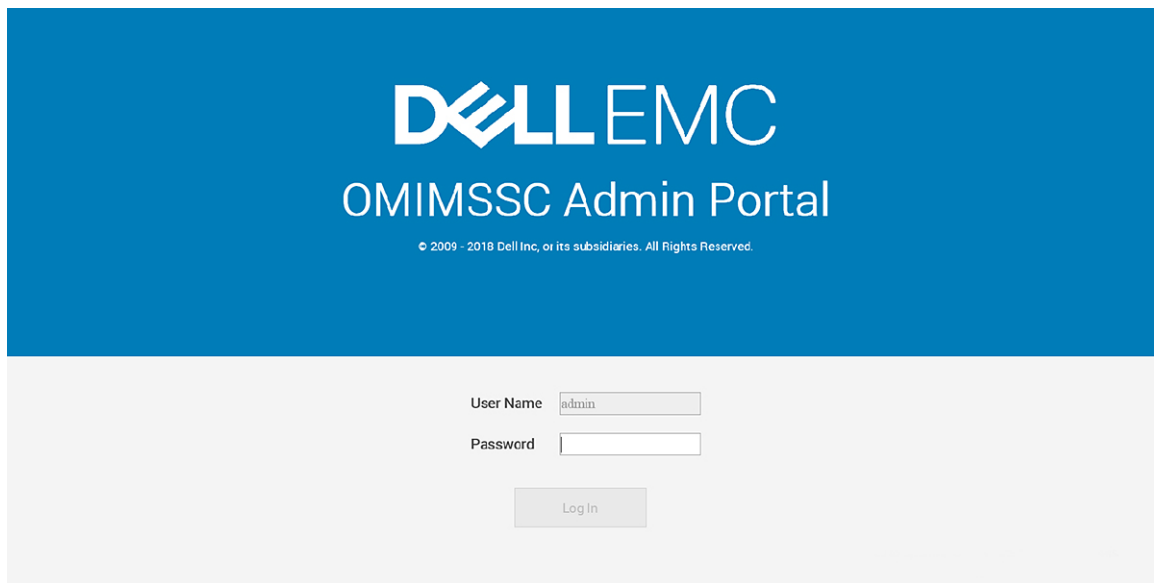 DELLEMC
OMIMSSC Admin Portal
© 2009 - 2018 Dell Inc, or its subsidiaries. All Rights Reserved.
User Name admin
Password
Log In